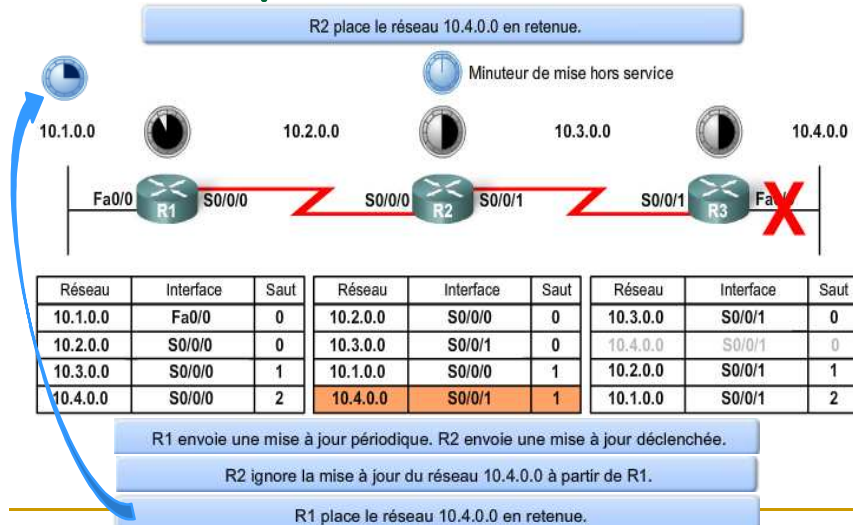 R2 place le réseau 10.4.0.0 en retenue.
Minuteur de mise hors service
10.1.0.0 10.2.0.0 10.3.0.0 10.4.0.0
Fa0/0 R1 S0/0/0 S0/0/0 R2 S0/0/1 S0/0/1 R3
Réseau Interface Saut Réseau Interface Saut Réseau Interface Saut
10.1.0.0 Fa0/0 0 10.2.0.0 S0/0/0 0 10.3.0.0 S0/0/1 0
10.2.0.0 S0/0/0 0 10.3.0.0 S0/0/1 0 10.4.0.0 S0/0/1 0
10.3.0.0 S0/0/0 1 10.1.0.0 S0/0/0 1 10.2.0.0 S0/0/1 1
10.4.0.0 S0/0/0 2 10.4.0.0 S0/0/1 1 10.1.0.0 S0/0/1 2
R1 envoie une mise à jour périodique. R2 envoie une mise à jour déclenchée.
R2 ignore la mise à jour du réseau 10.4.0.0 à partir de R1.
R1 place le réseau 10.4.0.0 en retenue.